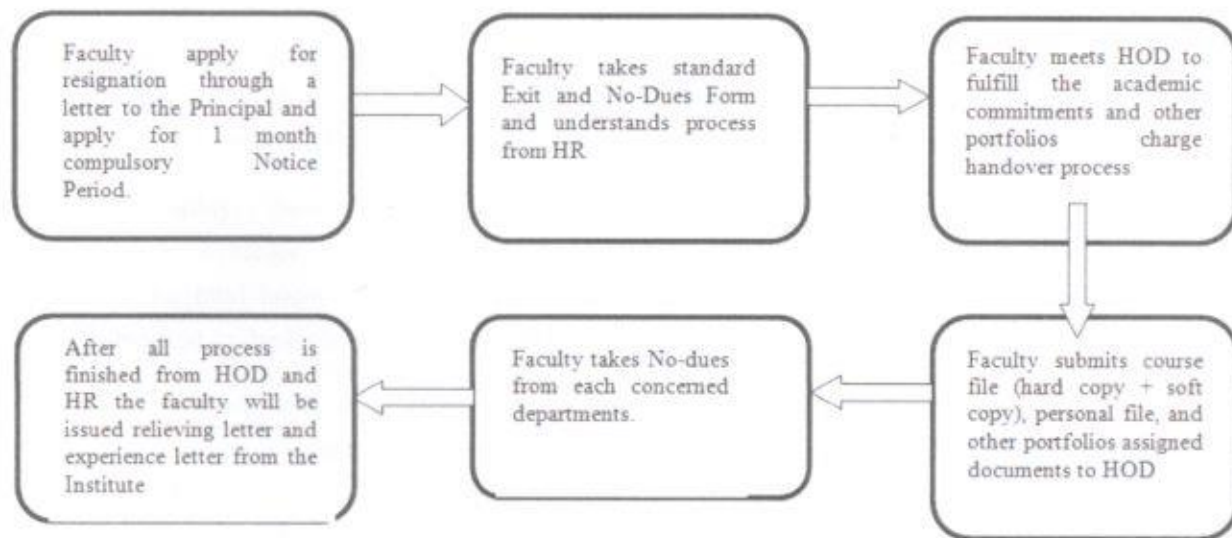 Faculty apply for
resignation through a
letter to the Principal and
apply for 1 month
compulsory Notice
Period.
Faculty takes standard
Exit and No-Dues Form
and understands process
from HR
Faculty meets HOD to
fulfill the academic
commitments and other
portfolios charge
handover process
Faculty submits course
file (hard copy + soft
copy), personal file, and
other portfolios assigned
documents to HOD
Faculty takes No-dues
from each concerned
departments.
After all process is
finished from HOD and
HR the faculty will be
issued relieving letter and
experience letter from the
Institute